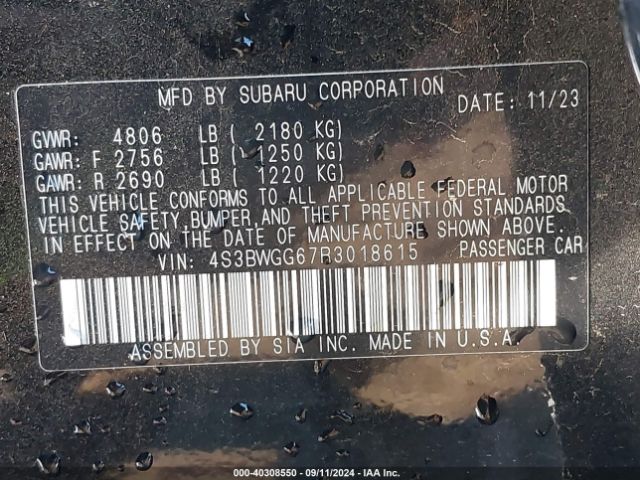 MFD BY SUBARU CORPORATION DATE: 11/23
GVWR: 4806 LB ( 2180 KG)
GAWR: F 2756 LB ( 1250 KG)
GAWR: R 2690 LB ( 1220 KG)
THIS VEHICLE CONFORMS TO ALL APPLICABLE FEDERAL MOTOR
VEHICLE SAFETY, BUMPER, AND THEFT PREVENTION STANDARDS
IN EFFECT ON THE DATE OF MANUFACTURE SHOWN ABOVE.
VIN: 4S3BWGG67R3018615 PASSENGER CAR
ASSEMBLED BY SIA INC. MADE IN U.S.A.
000-40308550 - 09/11/2024 - IAA Inc.